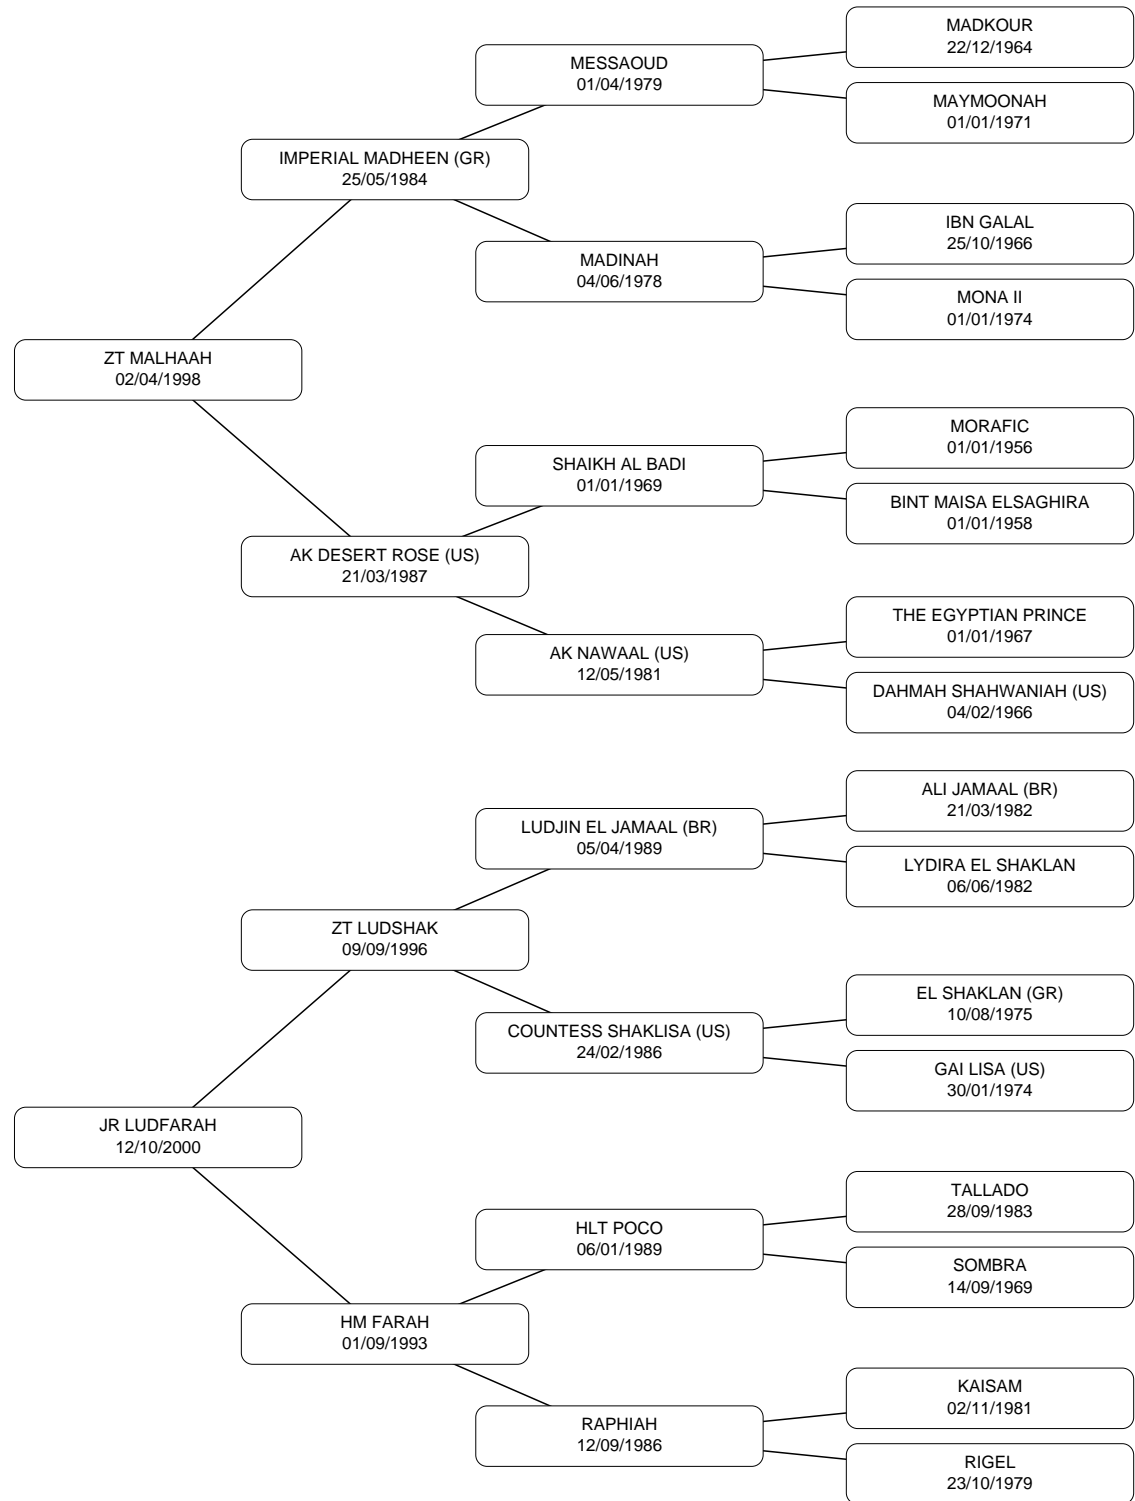 MADKOUR
22/12/1964
MESSAOUD
01/04/1979
MAYMOONAH
01/01/1971
IMPERIAL MADHEEN (GR)
25/05/1984
IBN GALAL
25/10/1966
MADINAH
04/06/1978
MONA II
01/01/1974
ZT MALHAAH
02/04/1998
MORAFIC
01/01/1956
SHAIKH AL BADI
01/01/1969
BINT MAISA ELSAGHIRA
01/01/1958
AK DESERT ROSE (US)
21/03/1987
THE EGYPTIAN PRINCE
01/01/1967
AK NAWAAL (US)
12/05/1981
DAHMAH SHAHWANIAH (US)
04/02/1966
ALI JAMAAL (BR)
21/03/1982
LUDJIN EL JAMAAL (BR)
05/04/1989
LYDIRA EL SHAKLAN
06/06/1982
ZT LUDSHAK
09/09/1996
EL SHAKLAN (GR)
10/08/1975
COUNTESS SHAKLISA (US)
24/02/1986
GAI LISA (US)
30/01/1974
JR LUDFARAH
12/10/2000
TALLADO
28/09/1983
HLT POCO
06/01/1989
SOMBRA
14/09/1969
HM FARAH
01/09/1993
KAISAM
02/11/1981
RAPHIAH
12/09/1986
RIGEL
23/10/1979